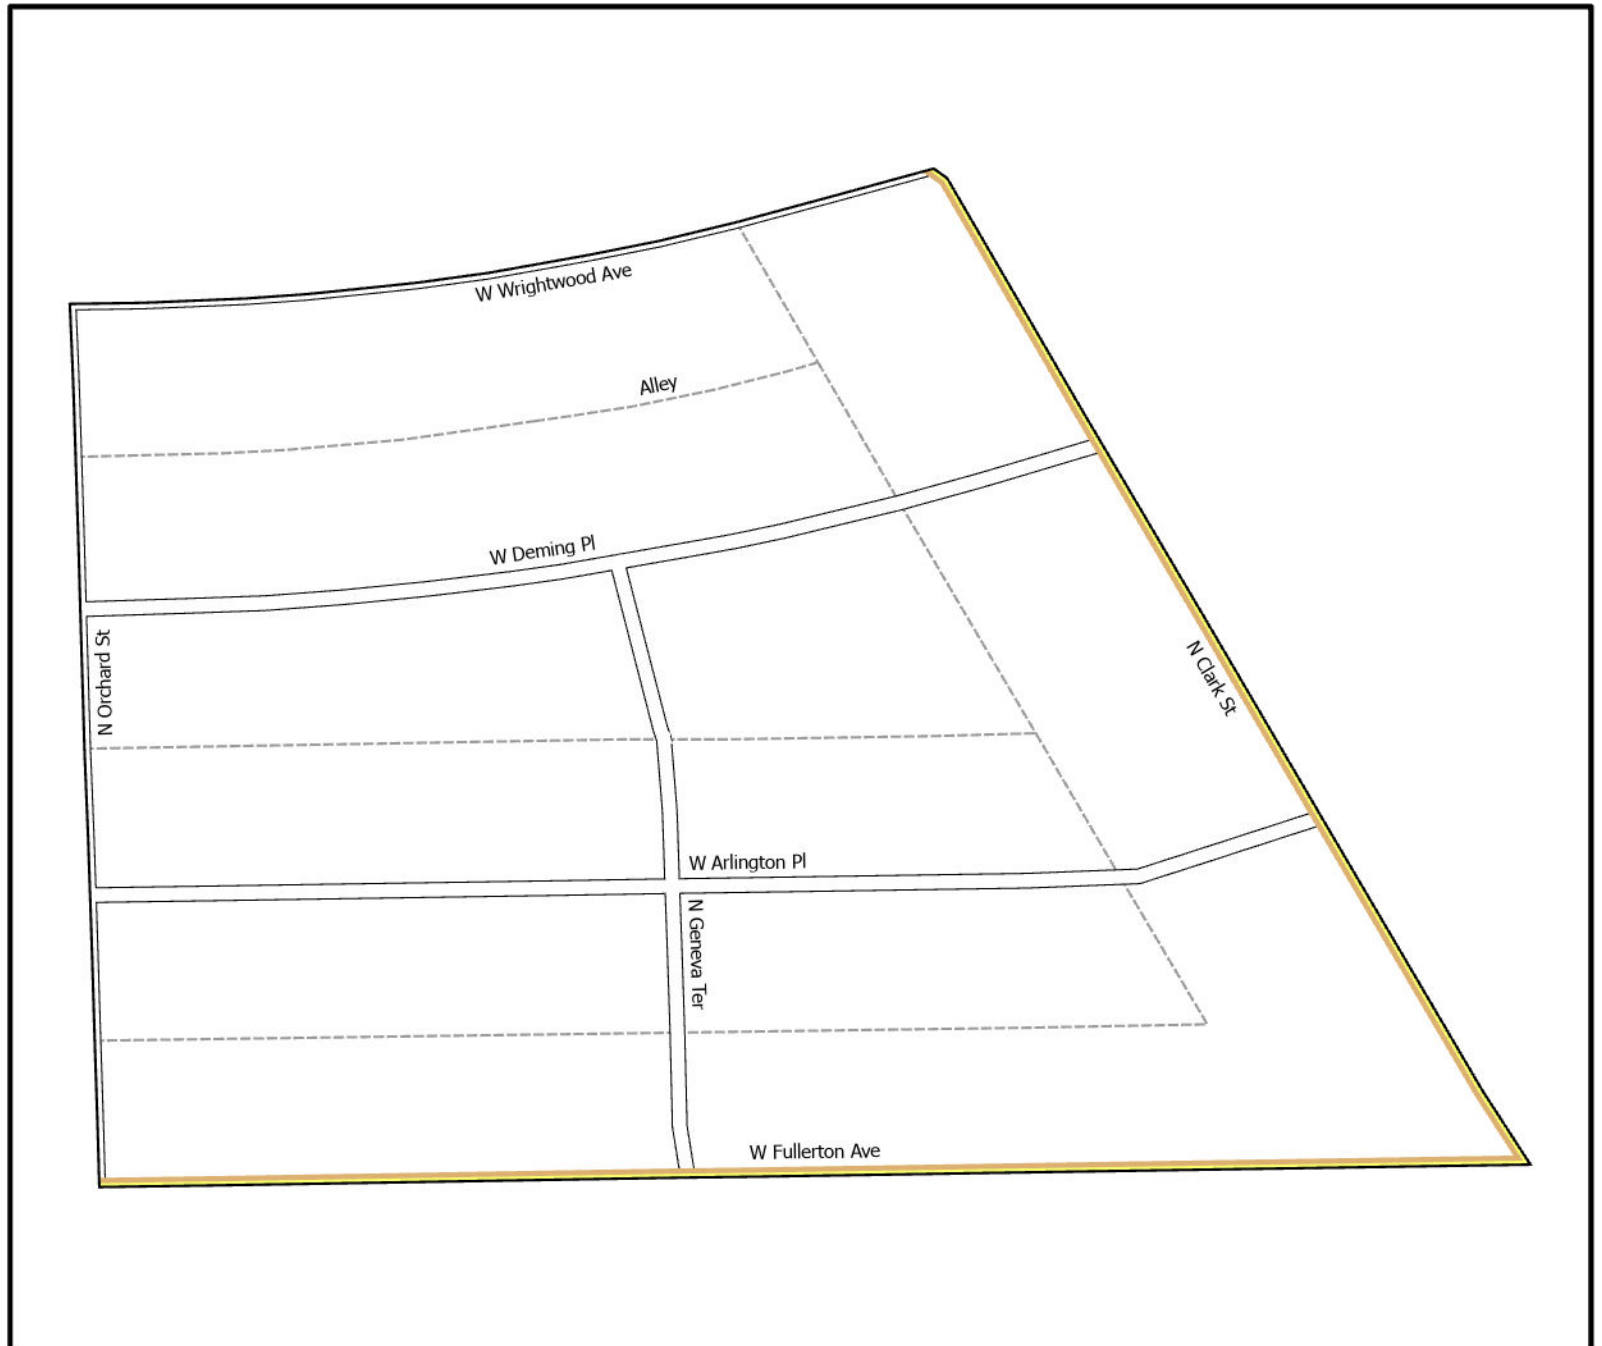 W Wrightwood Ave
Alley
W Deming Pl
N Orchard St
N Clark St
W Arlington Pl
N Geneva Ter
W Fullerton Ave